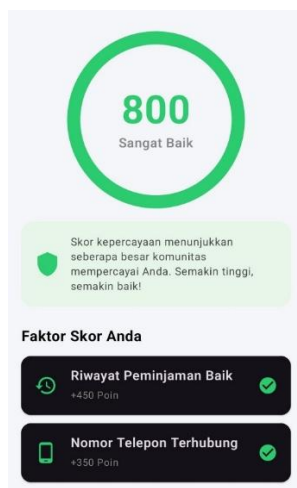 800
Sangat Baik
Skor kepercayaan menunjukkan
seberapa besar komunitas
mempercayai Anda. Semakin tinggi,
semakin baik!
Faktor Skor Anda
Riwayat Peminjaman Baik
+450 Poin
Nomor Telepon Terhubung
+350 Poin